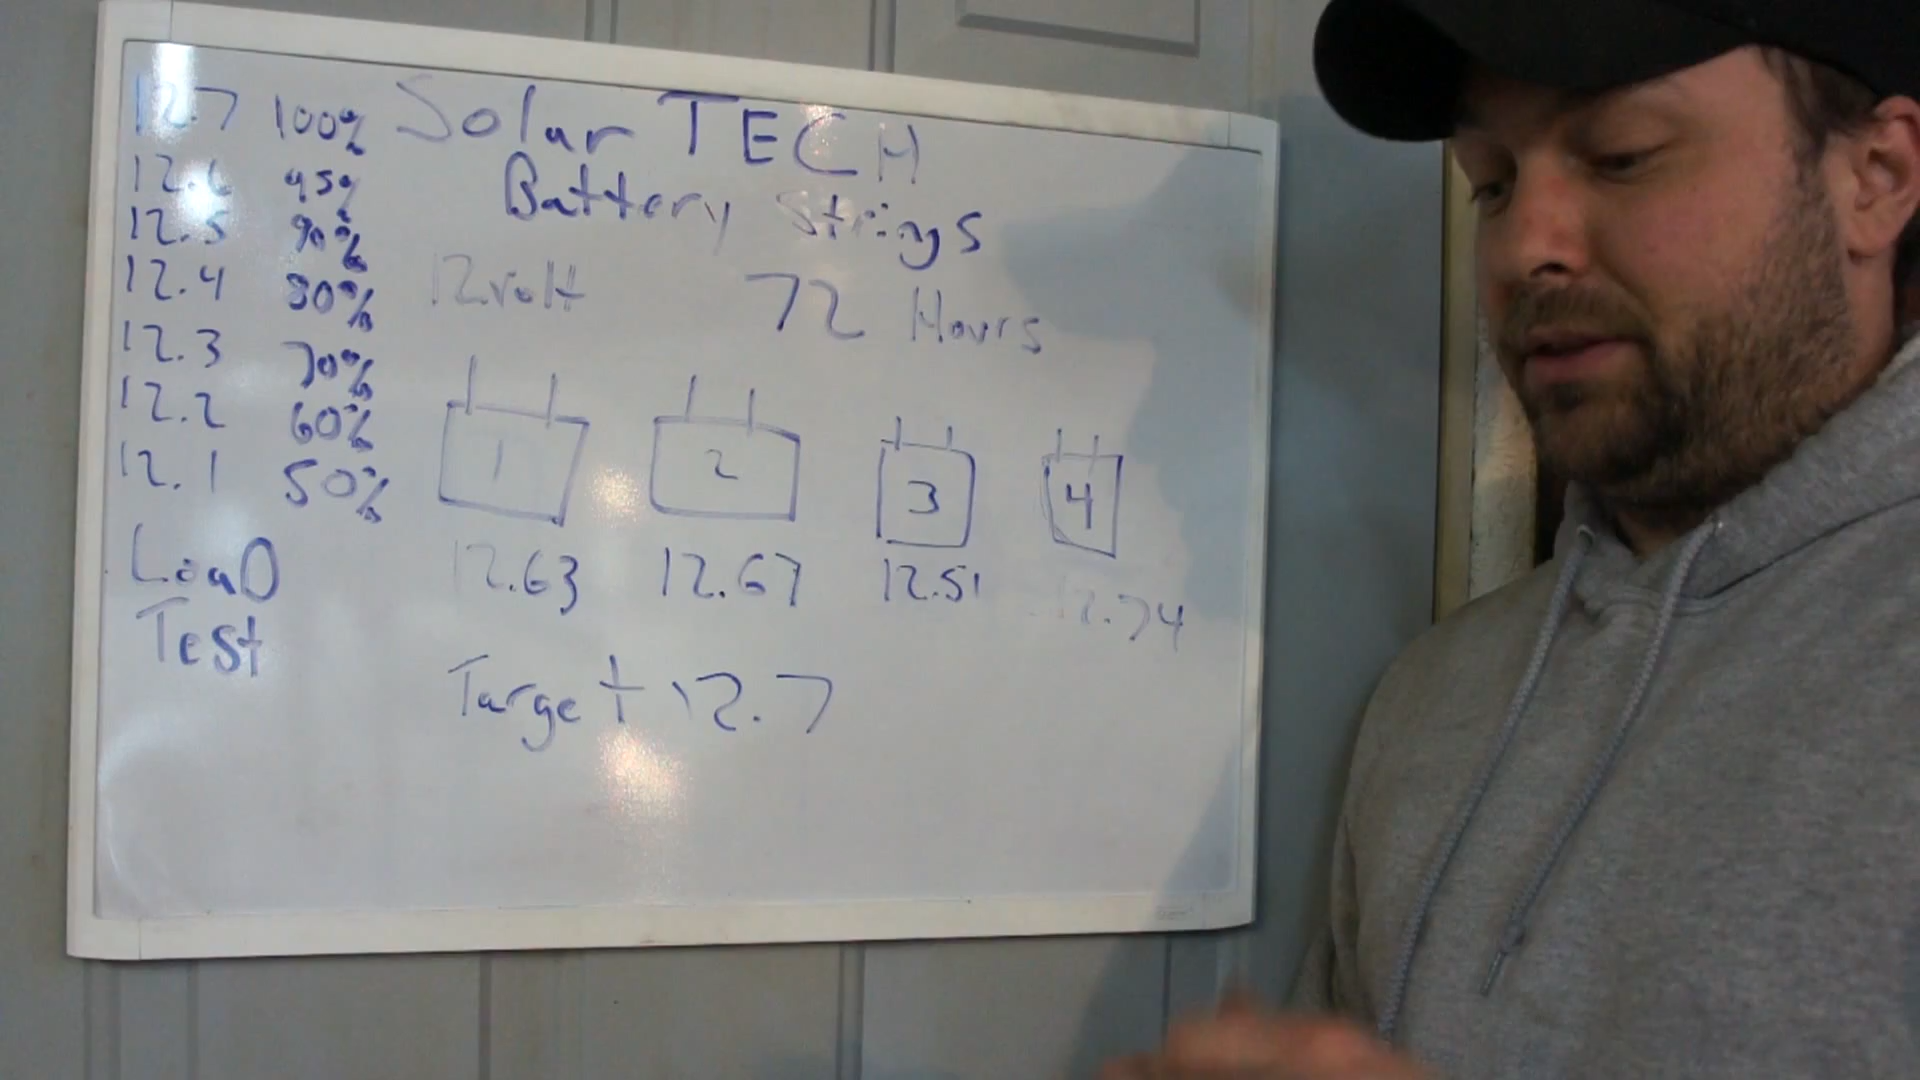 Solar TECH
Battery Strings
12volt 72 Hours
12.7 100%
12.6 95%
12.5 90%
12.4 80%
12.3 70%
12.2 60%
12.1 50%
Load
Test
1 2 3 4
12.63 12.67 12.51 12.74
Target 12.7